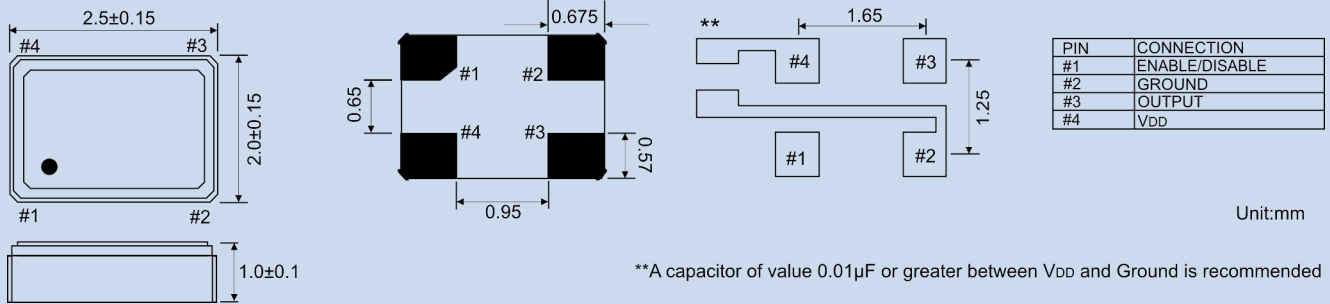 2.5±0.15
#4 #3
2.0±0.15
#1 #2
1.0±0.1
0.675
#1 #2
0.65
#4 #3
0.57
0.95
**
1.65
#4 #3
1.25
#1 #2
PIN CONNECTION
#1 ENABLE/DISABLE
#2 GROUND
#3 OUTPUT
#4 VDD
Unit:mm
**A capacitor of value 0.01µF or greater between VDD and Ground is recommended